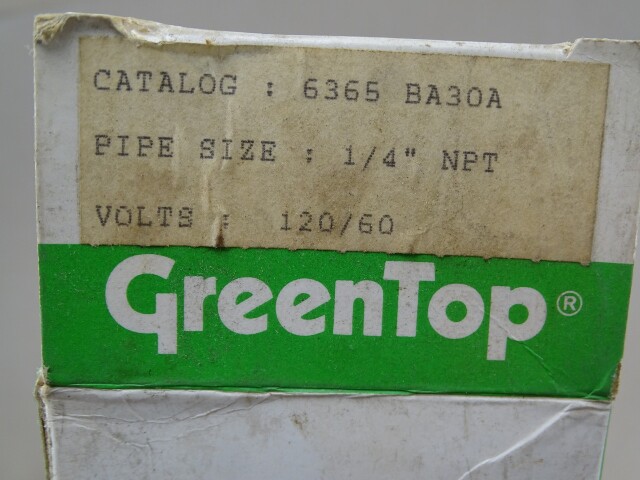 CATALOG : 6365 BA30A
PIPE SIZE : 1/4" NPT
VOLTS : 120/60
GreenTop®